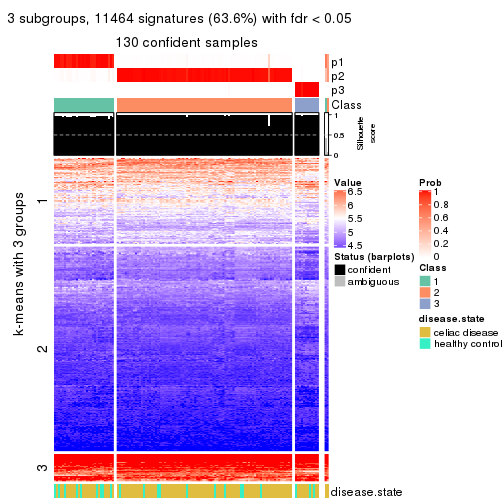 3 subgroups, 11464 signatures (63.6%) with fdr < 0.05
130 confident samples
p1
p2
p3
Class
1
0.5
0
Silhouette
score
k-means with 3 groups
1
2
3
disease.state
Value
6.5
6
5.5
5
4.5
Status (barplots)
confident
ambiguous
Prob
1
0.8
0.6
0.4
0.2
0
Class
1
2
3
disease.state
celiac disease
healthy control